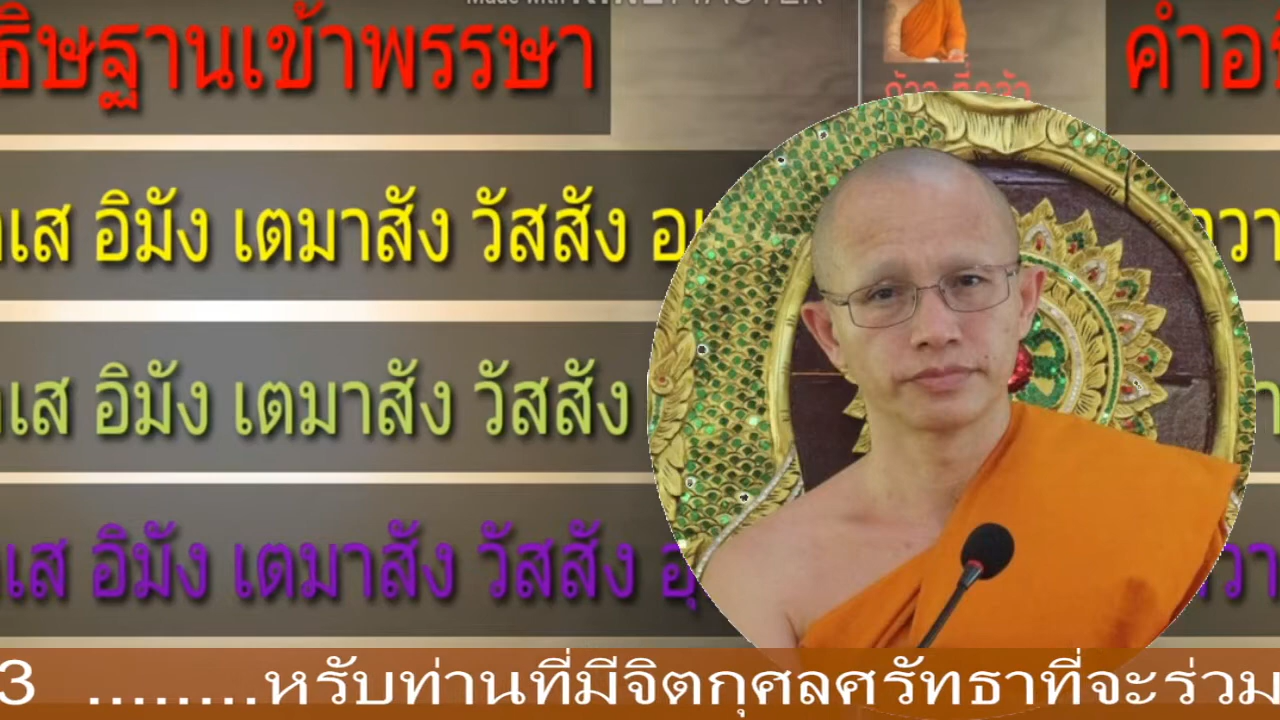 Made with KINEMASTER
ธิษฐานเข้าพรรษา
คำอธิ
เส อิมัง เตมาสัง วัสสัง อุ
เส อิมัง เตมาสัง วัสสัง
เส อิมัง เตมาสัง วัสสัง อุ
3 ........หรับท่านที่มีจิตกุศลศรัทธาที่จะร่วม